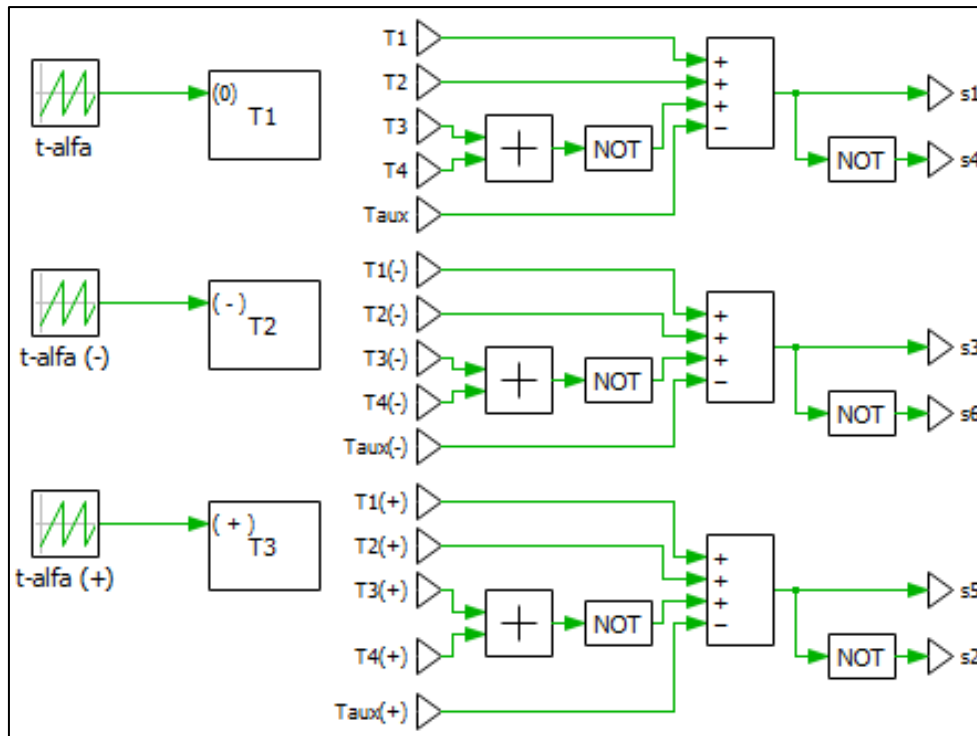 t-alfa
(0)
T1
T1
T2
T3
T4
Taux
+
+
+
−
+
NOT
NOT
s1
s4
t-alfa (-)
( - )
T2
T1(-)
T2(-)
T3(-)
T4(-)
Taux(-)
+
+
+
−
+
NOT
NOT
s3
s6
t-alfa (+)
( + )
T3
T1(+)
T2(+)
T3(+)
T4(+)
Taux(+)
+
+
+
−
+
NOT
NOT
s5
s2